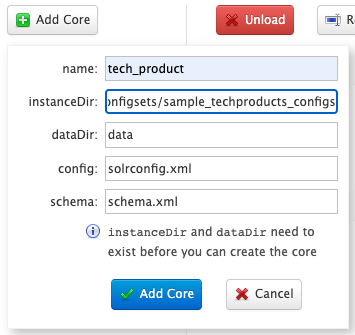 Add Core
Unload
name: tech_product
instanceDir: onfigsets/sample_techproducts_configs
dataDir: data
config: solrconfig.xml
schema: schema.xml
instanceDir and dataDir need to
exist before you can create the core
Add Core
Cancel